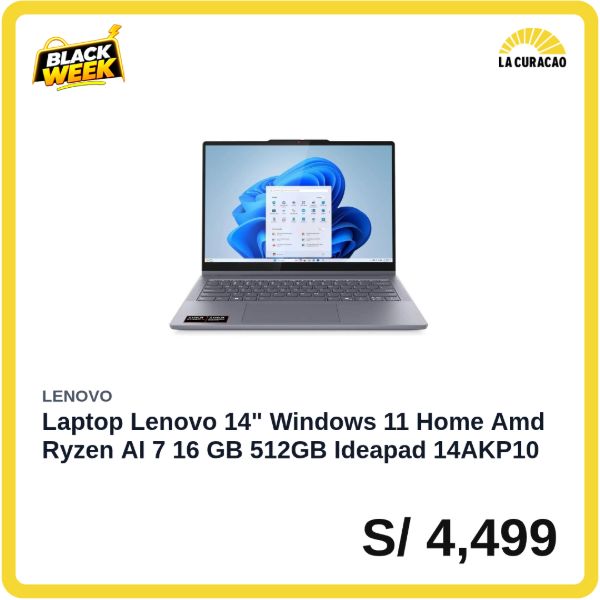 BLACK
WEEK
LA CURACAO
LENOVO
Laptop Lenovo 14" Windows 11 Home Amd
Ryzen AI 7 16 GB 512GB Ideapad 14AKP10
S/ 4,499